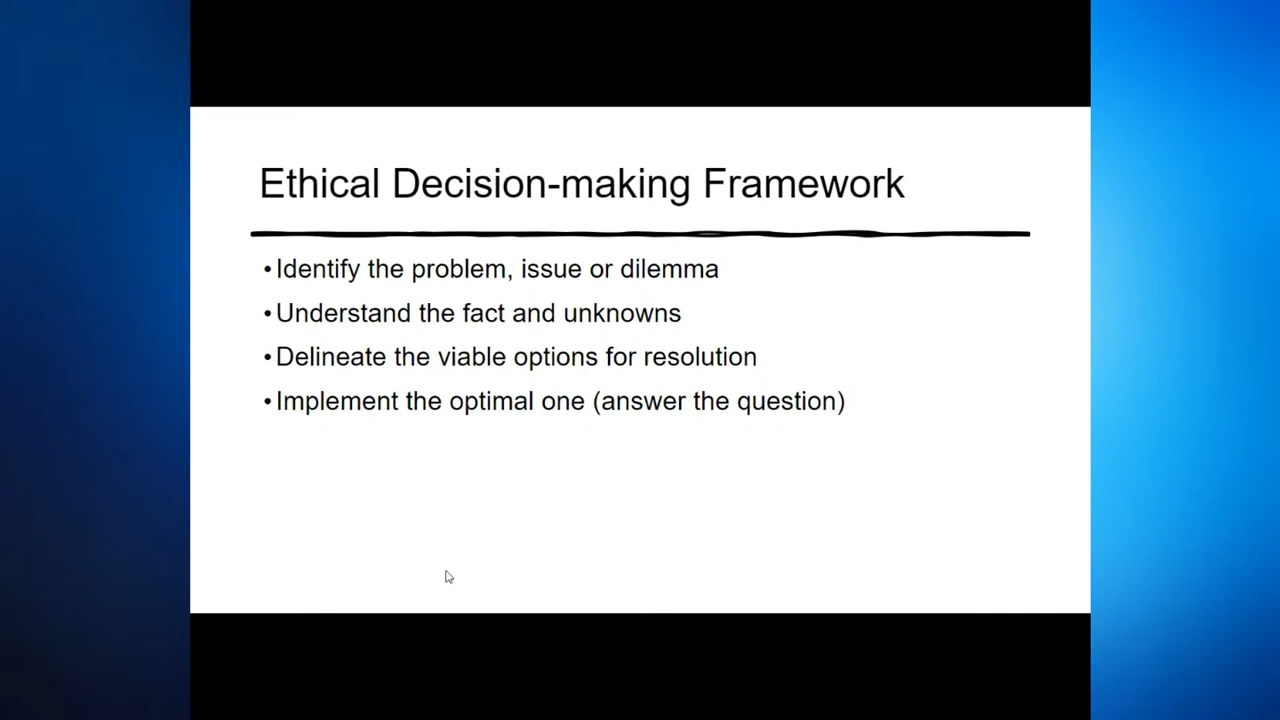 Ethical Decision-making Framework
•Identify the problem, issue or dilemma
•Understand the fact and unknowns
•Delineate the viable options for resolution
•Implement the optimal one (answer the question)